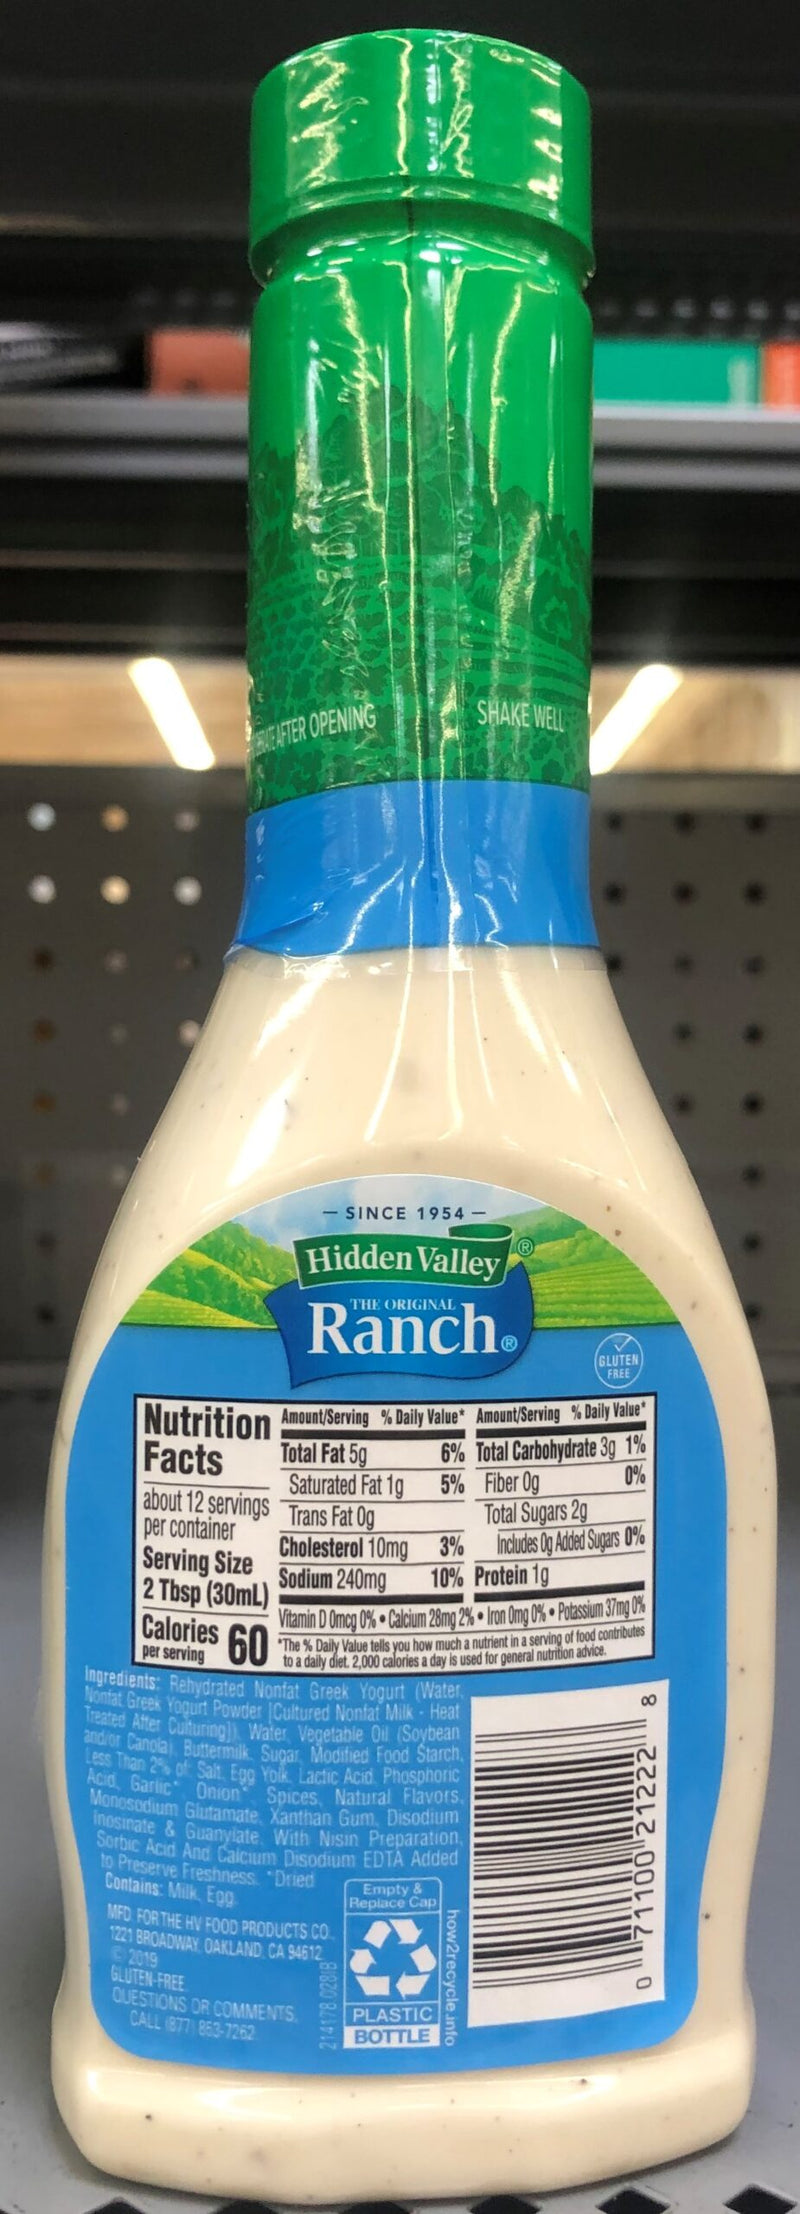 AFTER OPENING
SHAKE WELL
— SINCE 1954 —
Hidden Valley®
THE ORIGINAL
Ranch®
GLUTEN
FREE
Nutrition
Facts
about 12 servings
per container
Serving Size
2 Tbsp (30mL)
Calories 60
per serving
Amount/Serving % Daily Value*
Total Fat 5g 6%
Saturated Fat 1g 5%
Trans Fat 0g
Cholesterol 10mg 3%
Sodium 240mg 10%
Amount/Serving % Daily Value*
Total Carbohydrate 3g 1%
Fiber 0g 0%
Total Sugars 2g
Includes 0g Added Sugars 0%
Protein 1g
Vitamin D 0mcg 0% • Calcium 28mg 2% • Iron 0mg 0% • Potassium 37mg 0%
*The % Daily Value tells you how much a nutrient in a serving of food contributes
to a daily diet. 2,000 calories a day is used for general nutrition advice.
Ingredients: Rehydrated Nonfat Greek Yogurt (Water,
Nonfat Greek Yogurt Powder [Cultured Nonfat Milk - Heat
Treated After Culturing]), Water, Vegetable Oil (Soybean
and/or Canola), Buttermilk, Sugar, Modified Food Starch,
Less Than 2% of: Salt, Egg Yolk, Lactic Acid, Phosphoric
Acid, Garlic*, Onion*, Spices, Natural Flavors,
Monosodium Glutamate, Xanthan Gum, Disodium
Inosinate & Guanylate, With Nisin Preparation,
Sorbic Acid And Calcium Disodium EDTA Added
to Preserve Freshness. *Dried
Contains: Milk, Egg.
MFD. FOR THE HV FOOD PRODUCTS CO.
1221 BROADWAY, OAKLAND, CA 94612
© 2019
GLUTEN-FREE
QUESTIONS OR COMMENTS,
CALL (877) 853-7262
214178.028IB
Empty &
Replace Cap
PLASTIC
BOTTLE
how2recycle.info
0 71100 21222 8